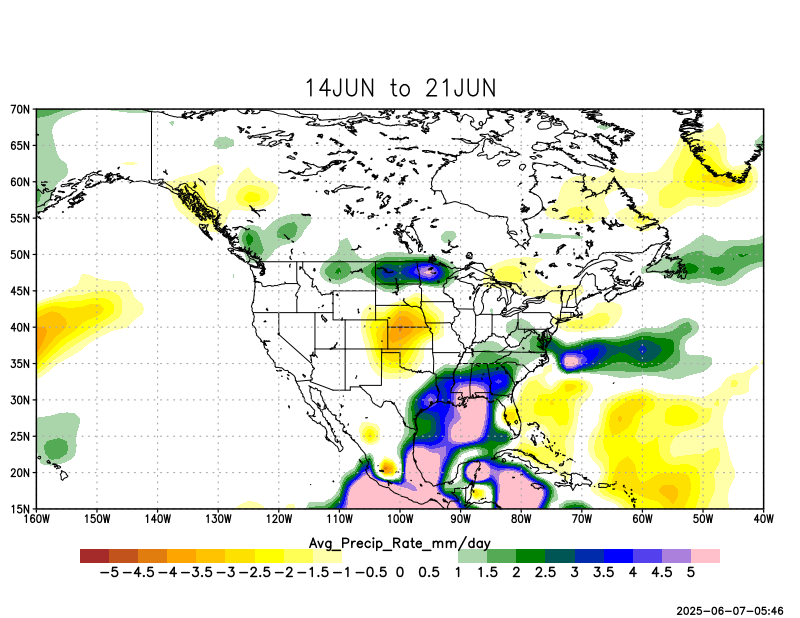 14JUN to 21JUN
70N
65N
60N
55N
50N
45N
40N
35N
30N
25N
20N
15N
160W 150W 140W 130W 120W 110W 100W 90W 80W 70W 60W 50W 40W
Avg_Precip_Rate_mm/day
-5 -4.5 -4 -3.5 -3 -2.5 -2 -1.5 -1 -0.5 0 0.5 1 1.5 2 2.5 3 3.5 4 4.5 5
2025-06-07-05:46